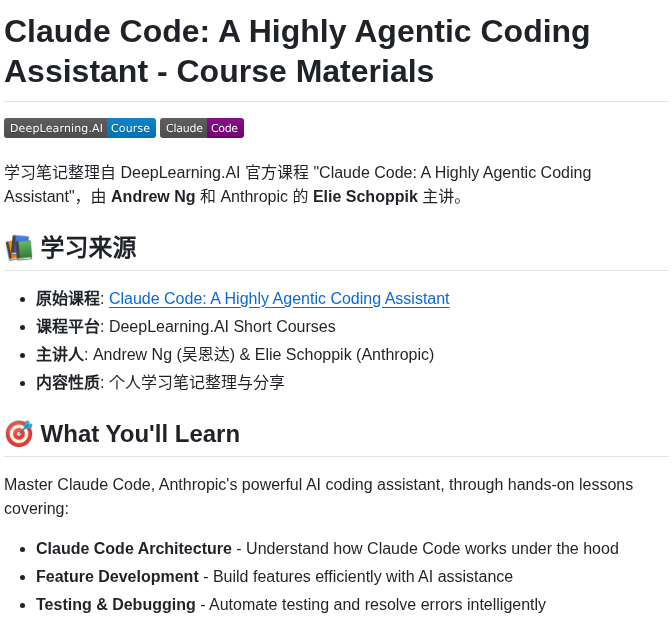 Claude Code: A Highly Agentic Coding
Assistant - Course Materials
DeepLearning.AI Course Claude Code
学习笔记整理自 DeepLearning.AI 官方课程 "Claude Code: A Highly Agentic Coding
Assistant"，由 Andrew Ng 和 Anthropic 的 Elie Schoppik 主讲。
📚 学习来源
• 原始课程: Claude Code: A Highly Agentic Coding Assistant
• 课程平台: DeepLearning.AI Short Courses
• 主讲人: Andrew Ng (吴恩达) & Elie Schoppik (Anthropic)
• 内容性质: 个人学习笔记整理与分享
🎯 What You'll Learn
Master Claude Code, Anthropic's powerful AI coding assistant, through hands-on lessons
covering:
• Claude Code Architecture - Understand how Claude Code works under the hood
• Feature Development - Build features efficiently with AI assistance
• Testing & Debugging - Automate testing and resolve errors intelligently